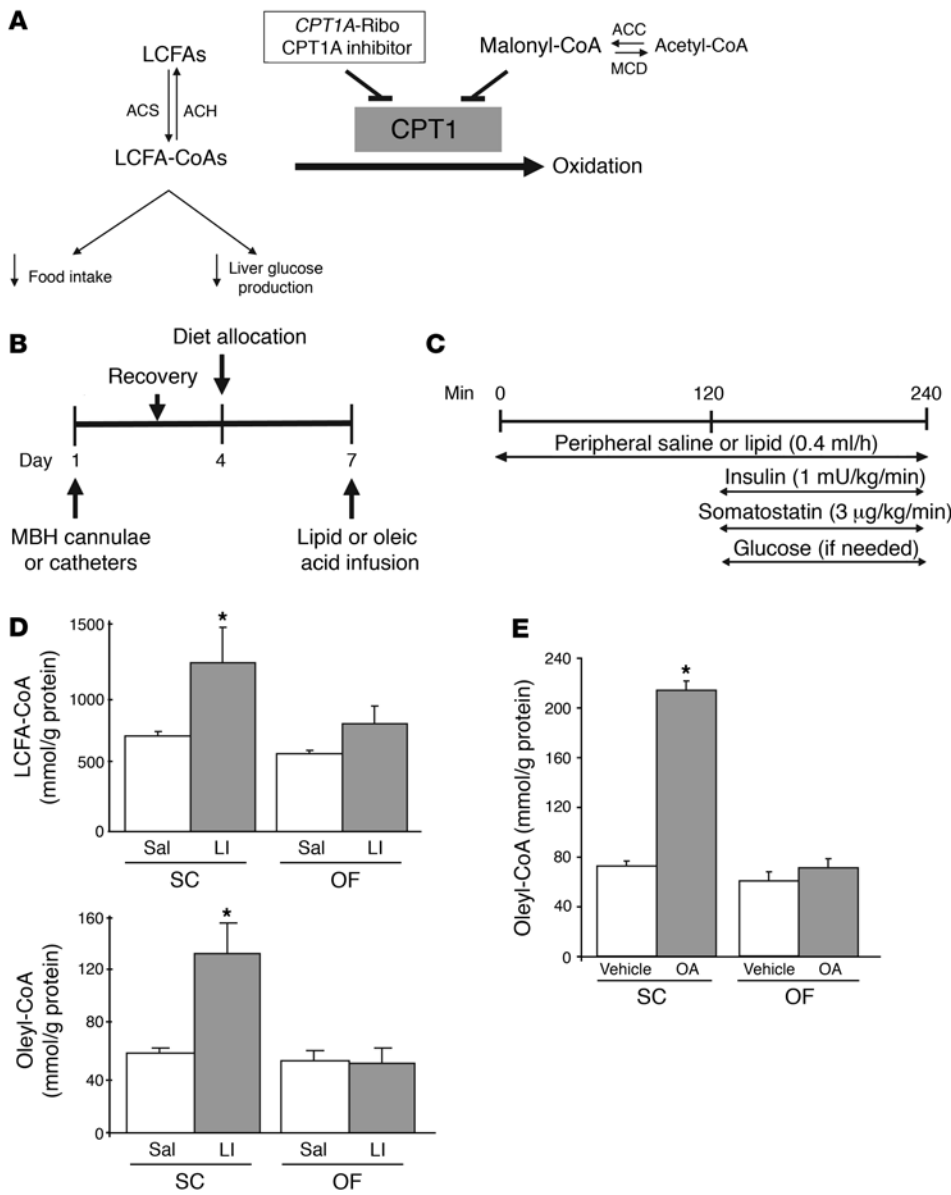 A
CPT1A-Ribo
CPT1A inhibitor
Malonyl-CoA
ACC
MCD
Acetyl-CoA
LCFAs
ACS
ACH
LCFA-CoAs
CPT1
Oxidation
Food intake
Liver glucose
production
B
Diet allocation
Recovery
Day
1
4
7
MBH cannulae
or catheters
Lipid or oleic
acid infusion
C
Min
0
120
240
Peripheral saline or lipid (0.4 ml/h)
Insulin (1 mU/kg/min)
Somatostatin (3 μg/kg/min)
Glucose (if needed)
D
LCFA-CoA
(mmol/g protein)
1500
1000
500
0
*
Sal
LI
Sal
LI
SC
OF
Oleyl-CoA
(mmol/g protein)
160
120
80
40
0
*
Sal
LI
Sal
LI
SC
OF
E
Oleyl-CoA (mmol/g protein)
240
200
160
120
80
40
0
*
Vehicle
OA
Vehicle
OA
SC
OF